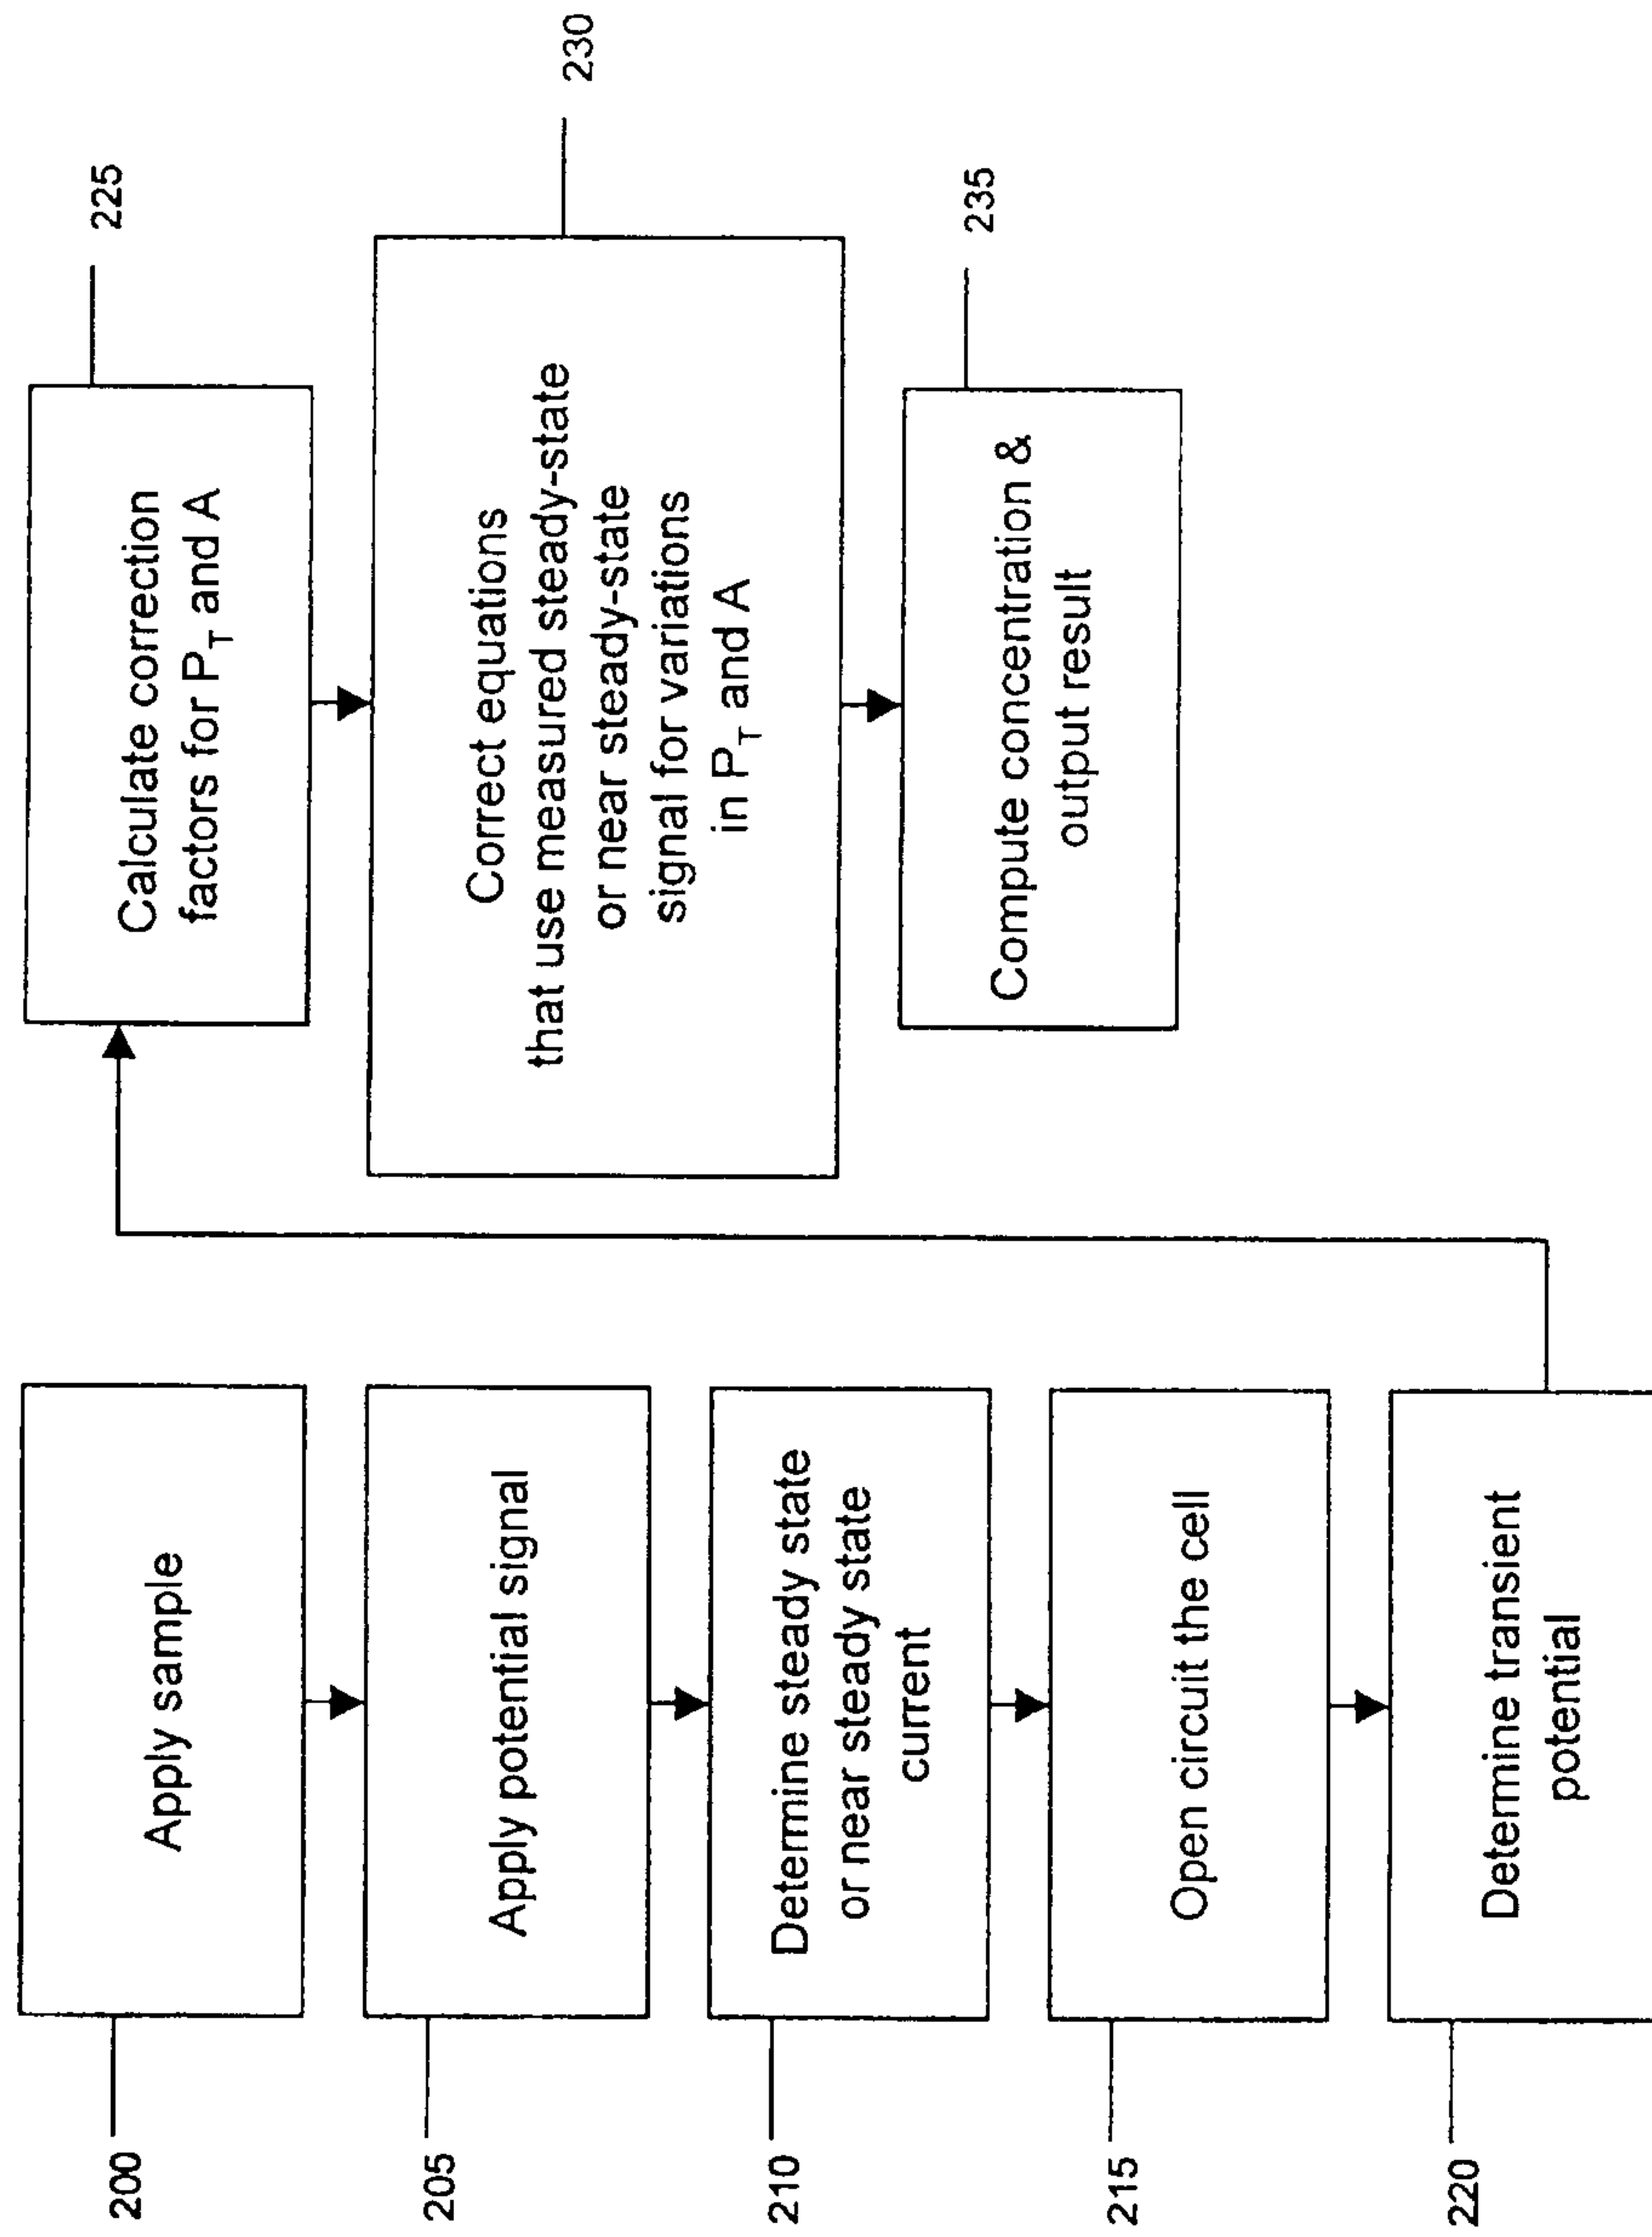 200
Apply sample
205
Apply potential signal
210
Determine steady state
or near steady state
current
215
Open circuit the cell
220
Determine transient
potential
225
Calculate correction
factors for P_T and A
230
Correct equations
that use measured steady-state
or near steady-state
signal for variations
in P_T and A
235
Compute concentration &
output result